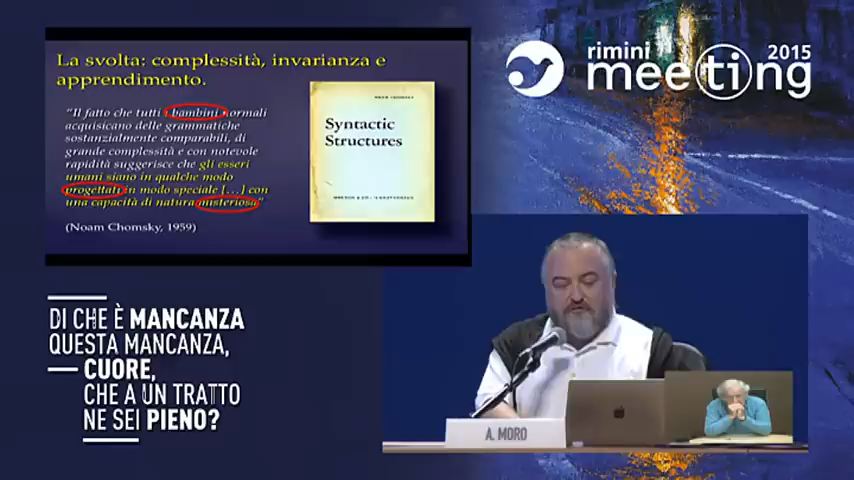 La svolta: complessità, invarianza e
apprendimento.
"Il fatto che tutti i bambini normali
acquisicano delle grammatiche
sostanzialmente comparabili, di
grande complessità e con notevole
rapidità suggerisce che gli esseri
umani siano in qualche modo
progettati in modo speciale [...] con
una capacità di natura misteriosa"
(Noam Chomsky, 1959)
NOAM CHOMSKY
Syntactic
Structures
rimini
2015
meeting
DI CHE È MANCANZA
QUESTA MANCANZA,
CUORE,
CHE A UN TRATTO
NE SEI PIENO?
A. MORO